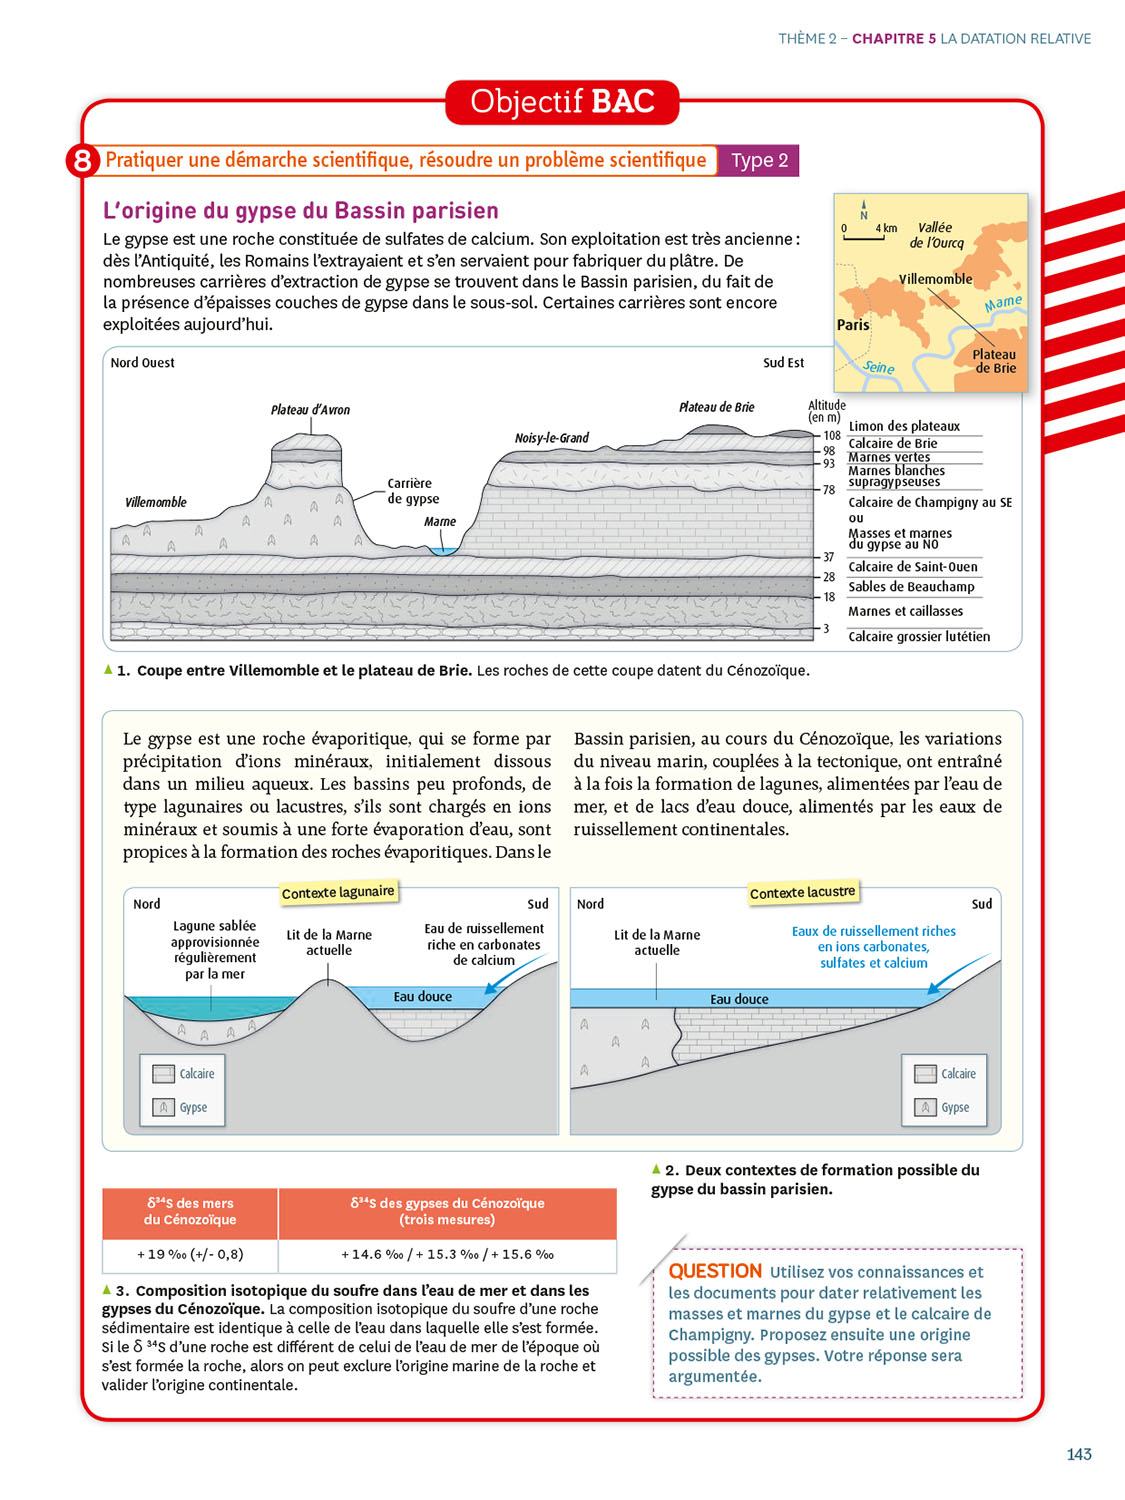 THÈME 2 – CHAPITRE 5 LA DATATION RELATIVE
Objectif BAC
8 Pratiquer une démarche scientifique, résoudre un problème scientifique Type 2
L'origine du gypse du Bassin parisien
Le gypse est une roche constituée de sulfates de calcium. Son exploitation est très ancienne :
dès l'Antiquité, les Romains l'extrayaient et s'en servaient pour fabriquer du plâtre. De
nombreuses carrières d'extraction de gypse se trouvent dans le Bassin parisien, du fait de
la présence d'épaisses couches de gypse dans le sous-sol. Certaines carrières sont encore
exploitées aujourd'hui.
N
0 4 km
Vallée
de l'Ourcq
Villemomble
Marne
Paris
Plateau
de Brie
Seine
Nord Ouest
Sud Est
Plateau d'Avron
Plateau de Brie
Noisy-le-Grand
Carrière
de gypse
Villemomble
Marne
Altitude
(en m)
108
98
93
78
37
28
18
3
Limon des plateaux
Calcaire de Brie
Marnes vertes
Marnes blanches
supragypseuses
Calcaire de Champigny au SE
ou
Masses et marnes
du gypse au NO
Calcaire de Saint-Ouen
Sables de Beauchamp
Marnes et caillasses
Calcaire grossier lutétien
1. Coupe entre Villemomble et le plateau de Brie. Les roches de cette coupe datent du Cénozoïque.
Le gypse est une roche évaporitique, qui se forme par
précipitation d'ions minéraux, initialement dissous
dans un milieu aqueux. Les bassins peu profonds, de
type lagunaires ou lacustres, s'ils sont chargés en ions
minéraux et soumis à une forte évaporation d'eau, sont
propices à la formation des roches évaporitiques. Dans le
Bassin parisien, au cours du Cénozoïque, les variations
du niveau marin, couplées à la tectonique, ont entraîné
à la fois la formation de lagunes, alimentées par l'eau de
mer, et de lacs d'eau douce, alimentés par les eaux de
ruissellement continentales.
Contexte lagunaire
Nord
Sud
Lagune sablée
approvisionnée
régulièrement
par la mer
Lit de la Marne
actuelle
Eau de ruissellement
riche en carbonates
de calcium
Eau douce
Calcaire
Gypse
Contexte lacustre
Nord
Sud
Lit de la Marne
actuelle
Eaux de ruissellement riches
en ions carbonates,
sulfates et calcium
Eau douce
Calcaire
Gypse
2. Deux contextes de formation possible du
gypse du bassin parisien.
δ³⁴S des mers
du Cénozoïque
δ³⁴S des gypses du Cénozoïque
(trois mesures)
+ 19 ‰ (+/- 0,8)
+ 14.6 ‰ / + 15.3 ‰ / + 15.6 ‰
3. Composition isotopique du soufre dans l'eau de mer et dans les
gypses du Cénozoïque. La composition isotopique du soufre d'une roche
sédimentaire est identique à celle de l'eau dans laquelle elle s'est formée.
Si le δ ³⁴S d'une roche est différent de celui de l'eau de mer de l'époque où
s'est formée la roche, alors on peut exclure l'origine marine de la roche et
valider l'origine continentale.
QUESTION Utilisez vos connaissances et
les documents pour dater relativement les
masses et marnes du gypse et le calcaire de
Champigny. Proposez ensuite une origine
possible des gypses. Votre réponse sera
argumentée.
143